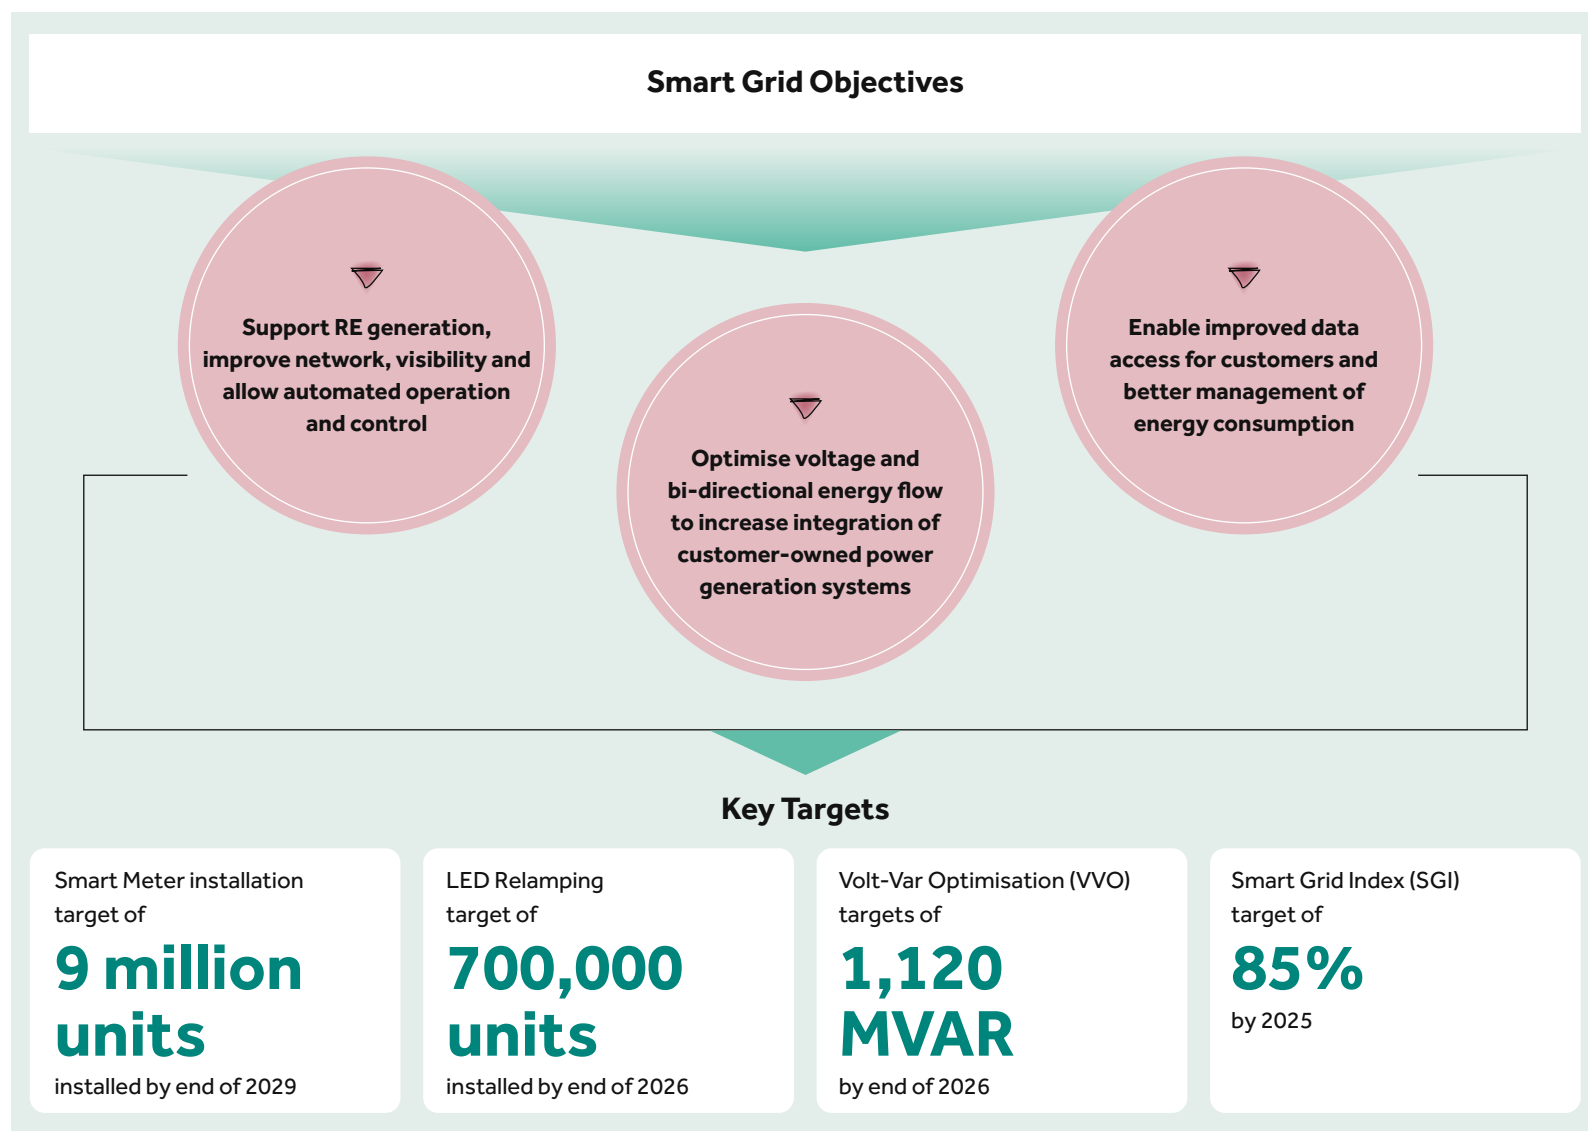 Smart Grid Objectives
Support RE generation,
improve network, visibility and
allow automated operation
and control
Optimise voltage and
bi-directional energy flow
to increase integration of
customer-owned power
generation systems
Enable improved data
access for customers and
better management of
energy consumption
Key Targets
Smart Meter installation
target of
9 million
units
installed by end of 2029
LED Relamping
target of
700,000
units
installed by end of 2026
Volt-Var Optimisation (VVO)
targets of
1,120
MVAR
by end of 2026
Smart Grid Index (SGI)
target of
85%
by 2025